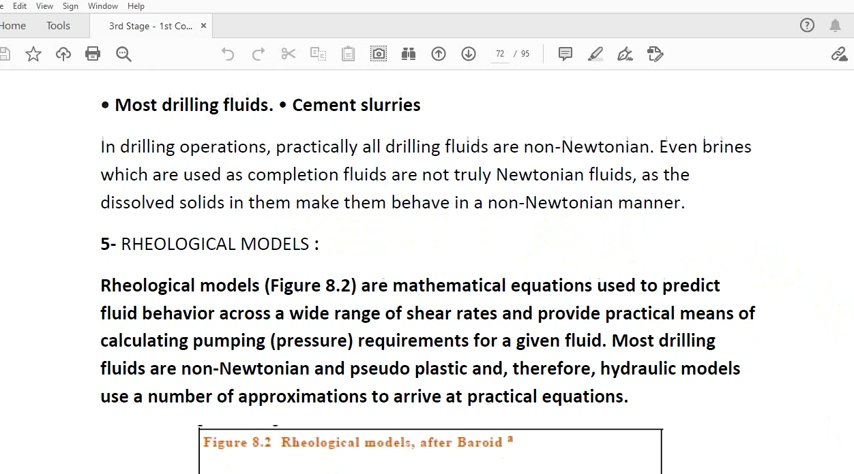 Edit View Sign Window Help
Home Tools 3rd Stage - 1st Co... ×
72 / 95
• Most drilling fluids. • Cement slurries
In drilling operations, practically all drilling fluids are non-Newtonian. Even brines
which are used as completion fluids are not truly Newtonian fluids, as the
dissolved solids in them make them behave in a non-Newtonian manner.
5- RHEOLOGICAL MODELS :
Rheological models (Figure 8.2) are mathematical equations used to predict
fluid behavior across a wide range of shear rates and provide practical means of
calculating pumping (pressure) requirements for a given fluid. Most drilling
fluids are non-Newtonian and pseudo plastic and, therefore, hydraulic models
use a number of approximations to arrive at practical equations.
Figure 8.2 Rheological models, after Baroid a